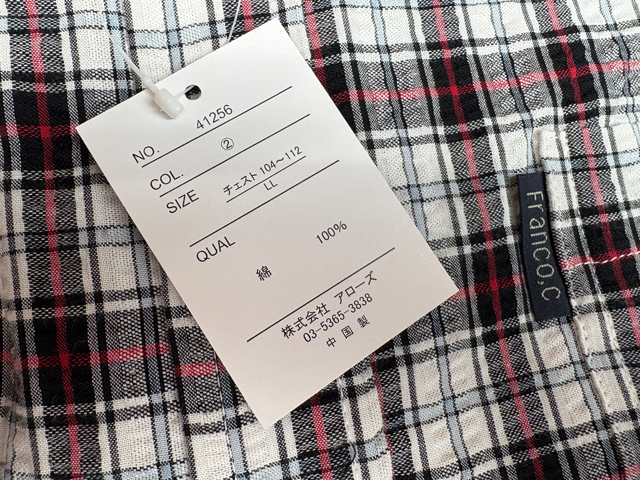 NO. 41256
COL. ②
SIZE チェスト 104〜112
LL
QUAL
綿 100%
株式会社 アローズ
03-5365-3838
中国製
Franco,C